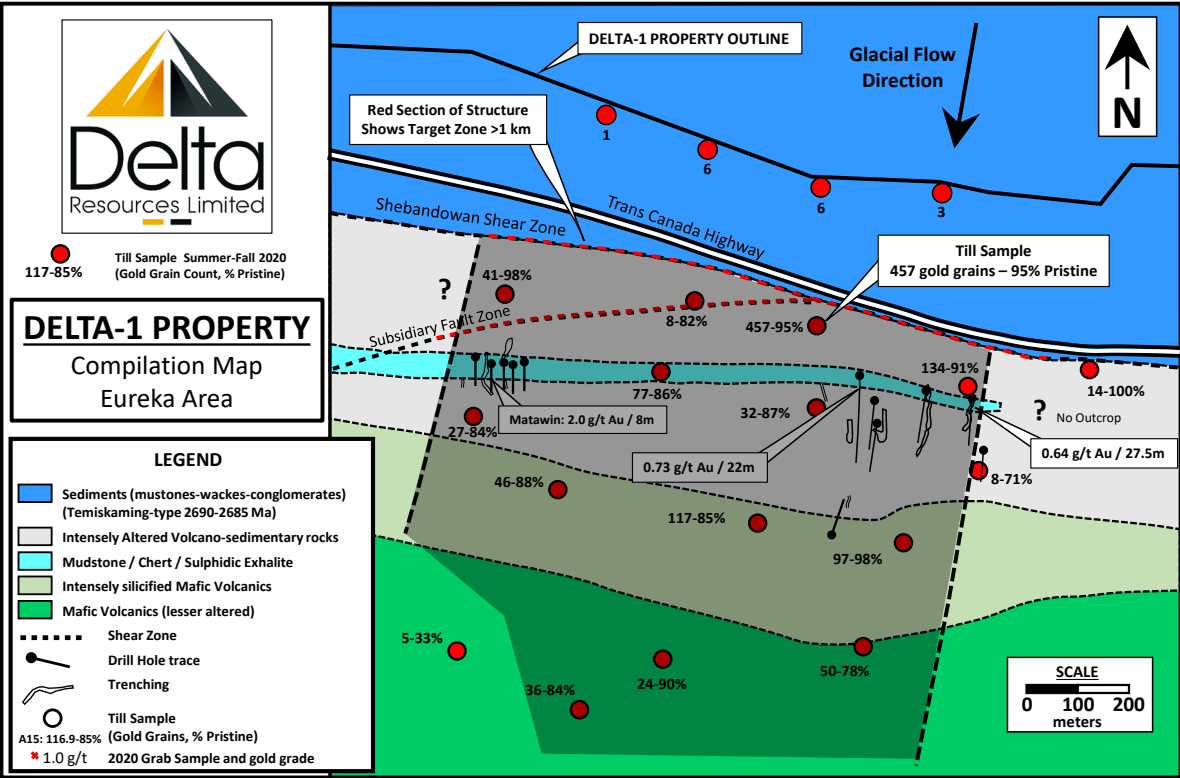 Delta
Resources Limited
117-85%
Till Sample Summer-Fall 2020
(Gold Grain Count, % Pristine)
DELTA-1 PROPERTY
Compilation Map
Eureka Area
LEGEND
Sediments (mustones-wackes-conglomerates)
(Temiskaming-type 2690-2685 Ma)
Intensely Altered Volcano-sedimentary rocks
Mudstone / Chert / Sulphidic Exhalite
Intensely silicified Mafic Volcanics
Mafic Volcanics (lesser altered)
Shear Zone
Drill Hole trace
Trenching
Till Sample
A15: 116.9-85% (Gold Grains, % Pristine)
1.0 g/t 2020 Grab Sample and gold grade
DELTA-1 PROPERTY OUTLINE
Glacial Flow
Direction
N
Red Section of Structure
Shows Target Zone >1 km
1
6
6
3
Shebandowan Shear Zone
Trans Canada Highway
Till Sample
457 gold grains – 95% Pristine
?
41-98%
8-82%
457-95%
Subsidiary Fault Zone
134-91%
14-100%
77-86%
32-87%
?
No Outcrop
27-84%
Matawin: 2.0 g/t Au / 8m
0.73 g/t Au / 22m
0.64 g/t Au / 27.5m
8-71%
46-88%
117-85%
97-98%
5-33%
36-84%
24-90%
50-78%
SCALE
0 100 200
meters